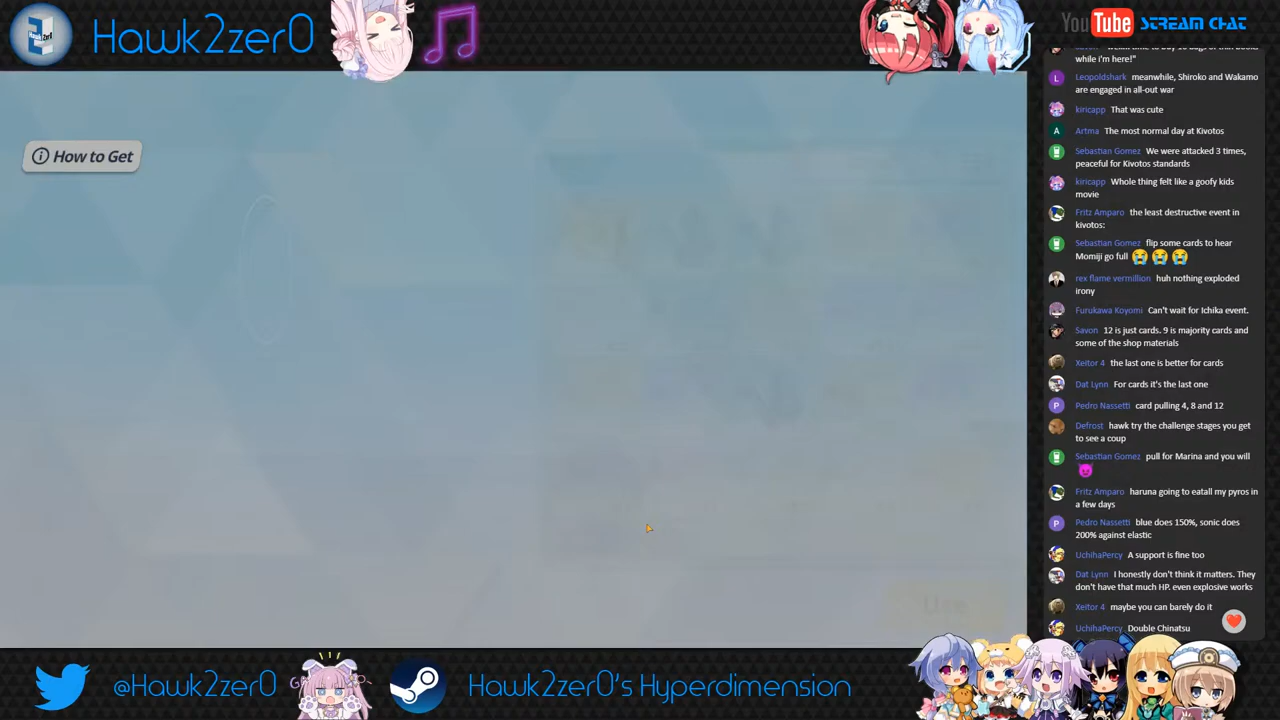 Hawk2zer0
You Tube STREAM CHAT
while i'm here!"
Leopoldshark meanwhile, Shiroko and Wakamo
are engaged in all-out war
kiricapp That was cute
Artma The most normal day at Kivotos
Sebastian Gomez We were attacked 3 times,
peaceful for Kivotos standards
kiricapp Whole thing felt like a goofy kids
movie
Fritz Amparo the least destructive event in
kivotos:
Sebastian Gomez flip some cards to hear
Momiji go full 😭😭😭
rex flame vermillion huh nothing exploded
irony
Furukawa Koyomi Can't wait for Ichika event.
Savon 12 is just cards. 9 is majority cards and
some of the shop materials
Xeitor 4 the last one is better for cards
Dat Lynn For cards it's the last one
Pedro Nassetti card pulling 4, 8 and 12
Defrost hawk try the challenge stages you get
to see a coup
Sebastian Gomez pull for Marina and you will
😈
Fritz Amparo haruna going to eatall my pyros in
a few days
Pedro Nassetti blue does 150%, sonic does
200% against elastic
UchihaPercy A support is fine too
Dat Lynn I honestly don't think it matters. They
don't have that much HP. even explosive works
Xeitor 4 maybe you can barely do it
UchihaPercy Double Chinatsu
How to Get
Use
@Hawk2zer0
Hawk2zer0's Hyperdimension